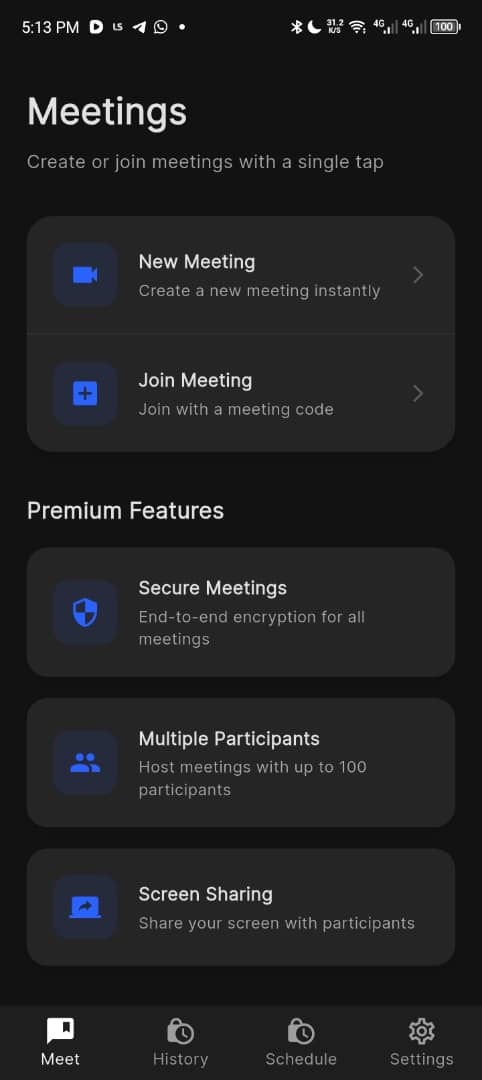 5:13 PM LS 31.2 K/S 4G 4G 100
Meetings
Create or join meetings with a single tap
New Meeting
Create a new meeting instantly
Join Meeting
Join with a meeting code
Premium Features
Secure Meetings
End-to-end encryption for all
meetings
Multiple Participants
Host meetings with up to 100
participants
Screen Sharing
Share your screen with participants
Meet History Schedule Settings